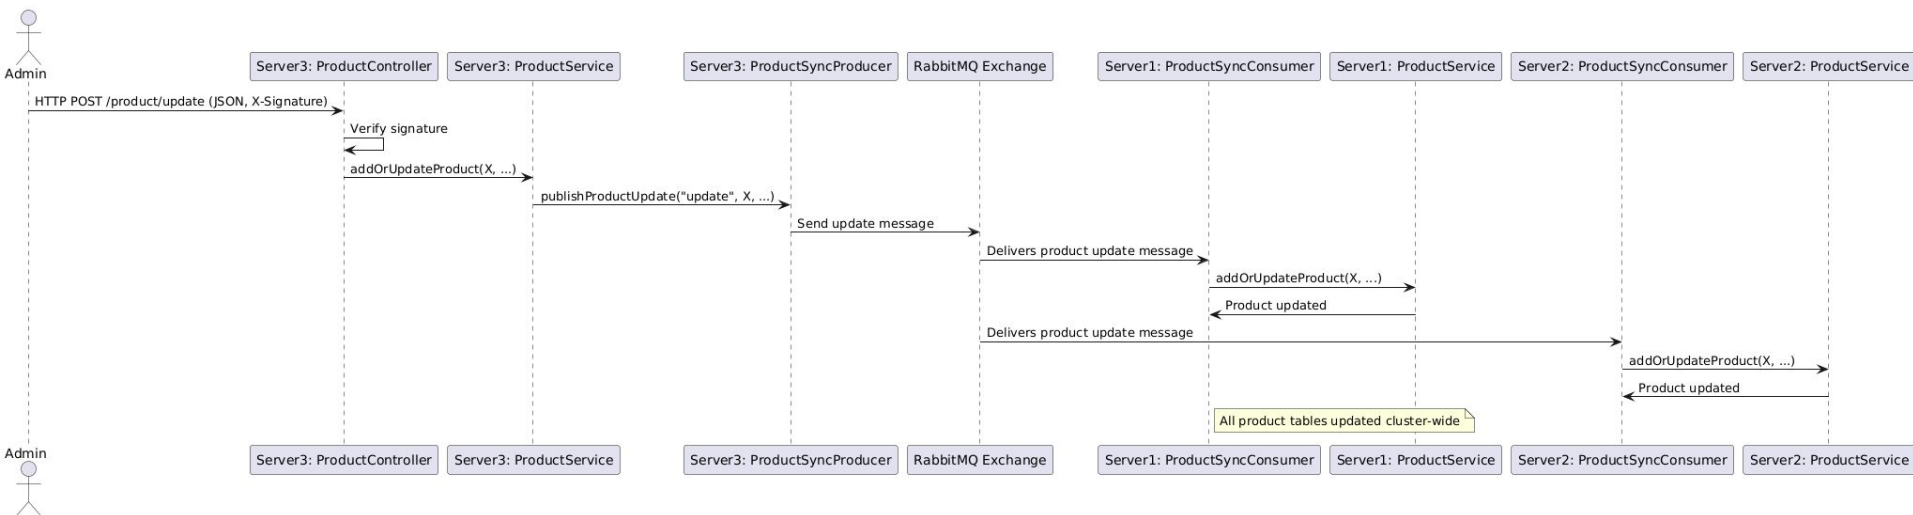 Admin
Server3: ProductController
Server3: ProductService
Server3: ProductSyncProducer
RabbitMQ Exchange
Server1: ProductSyncConsumer
Server1: ProductService
Server2: ProductSyncConsumer
Server2: ProductService
HTTP POST /product/update (JSON, X-Signature)
Verify signature
addOrUpdateProduct(X, ...)
publishProductUpdate("update", X, ...)
Send update message
Delivers product update message
addOrUpdateProduct(X, ...)
Product updated
Delivers product update message
addOrUpdateProduct(X, ...)
Product updated
All product tables updated cluster-wide
Admin
Server3: ProductController
Server3: ProductService
Server3: ProductSyncProducer
RabbitMQ Exchange
Server1: ProductSyncConsumer
Server1: ProductService
Server2: ProductSyncConsumer
Server2: ProductService